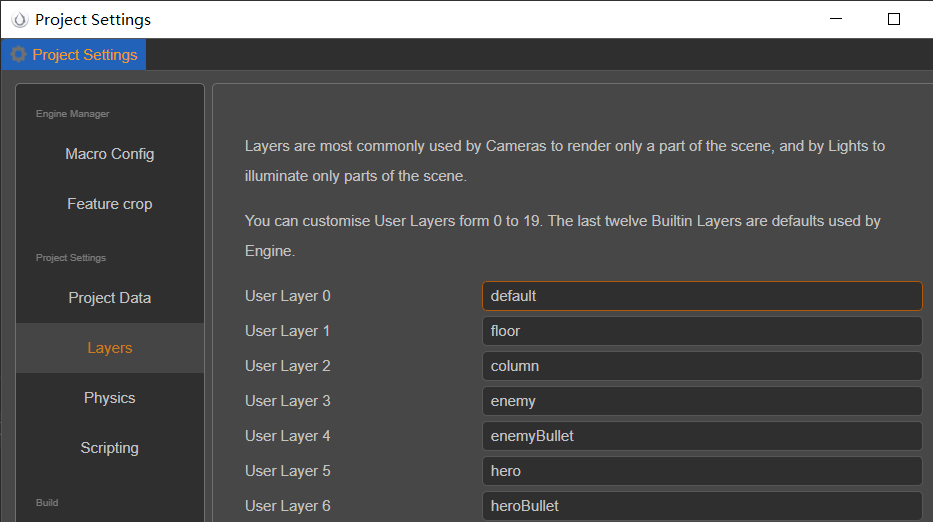 Project Settings
Project Settings
Engine Manager
Macro Config
Feature crop
Project Settings
Project Data
Layers
Physics
Scripting
Build
Layers are most commonly used by Cameras to render only a part of the scene, and by Lights to
illuminate only parts of the scene.
You can customise User Layers form 0 to 19. The last twelve Builtin Layers are defaults used by
Engine.
User Layer 0 default
User Layer 1 floor
User Layer 2 column
User Layer 3 enemy
User Layer 4 enemyBullet
User Layer 5 hero
User Layer 6 heroBullet